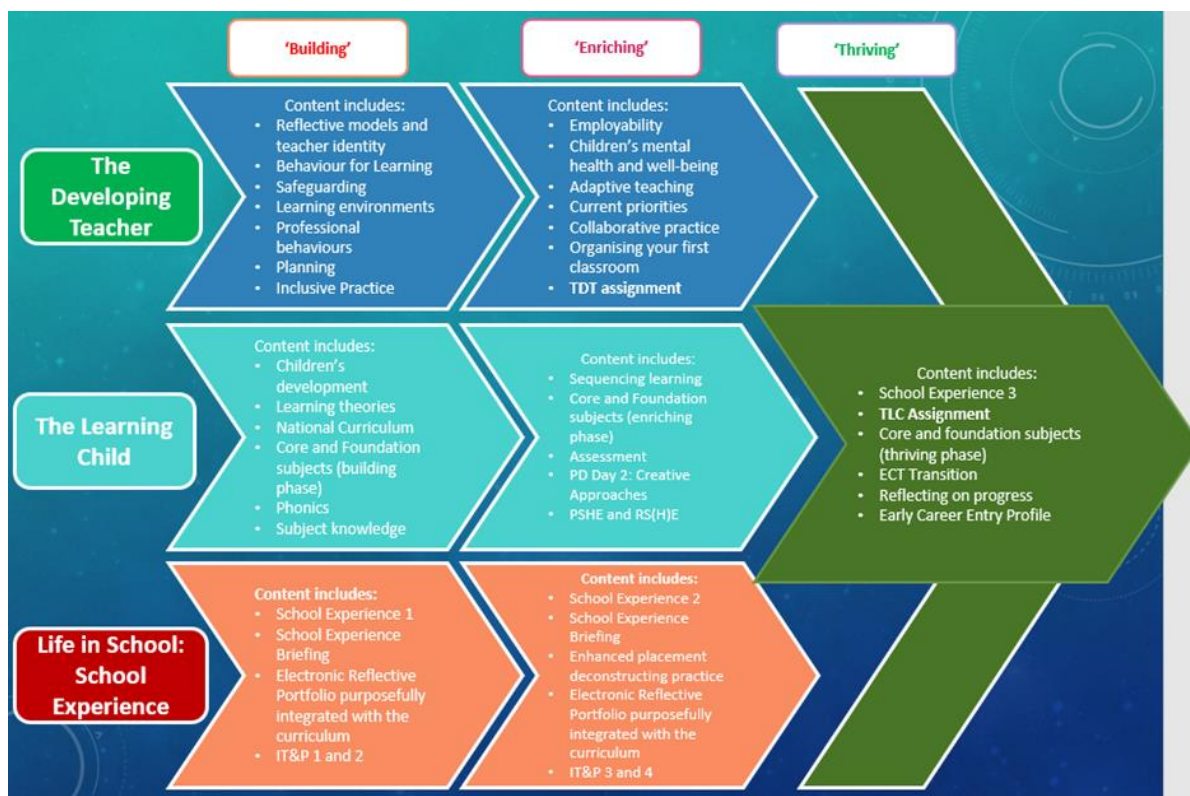 'Building'
'Enriching'
'Thriving'
The
Developing
Teacher
Content includes:
• Reflective models and
teacher identity
• Behaviour for Learning
• Safeguarding
• Learning environments
• Professional
behaviours
• Planning
• Inclusive Practice
Content includes:
• Employability
• Children's mental
health and well-being
• Adaptive teaching
• Current priorities
• Collaborative practice
• Organising your first
classroom
• TDT assignment
The Learning
Child
Content includes:
• Children's
development
• Learning theories
• National Curriculum
• Core and Foundation
subjects (building
phase)
• Phonics
• Subject knowledge
Content includes:
• Sequencing learning
• Core and Foundation
subjects (enriching
phase)
• Assessment
• PD Day 2: Creative
Approaches
• PSHE and RS(H)E
Content includes:
• School Experience 3
• TLC Assignment
• Core and foundation subjects
(thriving phase)
• ECT Transition
• Reflecting on progress
• Early Career Entry Profile
Life in School:
School
Experience
Content includes:
• School Experience 1
• School Experience
Briefing
• Electronic Reflective
Portfolio purposefully
integrated with the
curriculum
• IT&P 1 and 2
Content includes:
• School Experience 2
• School Experience
Briefing
• Enhanced placement
deconstructing practice
• Electronic Reflective
Portfolio purposefully
integrated with the
curriculum
• IT&P 3 and 4